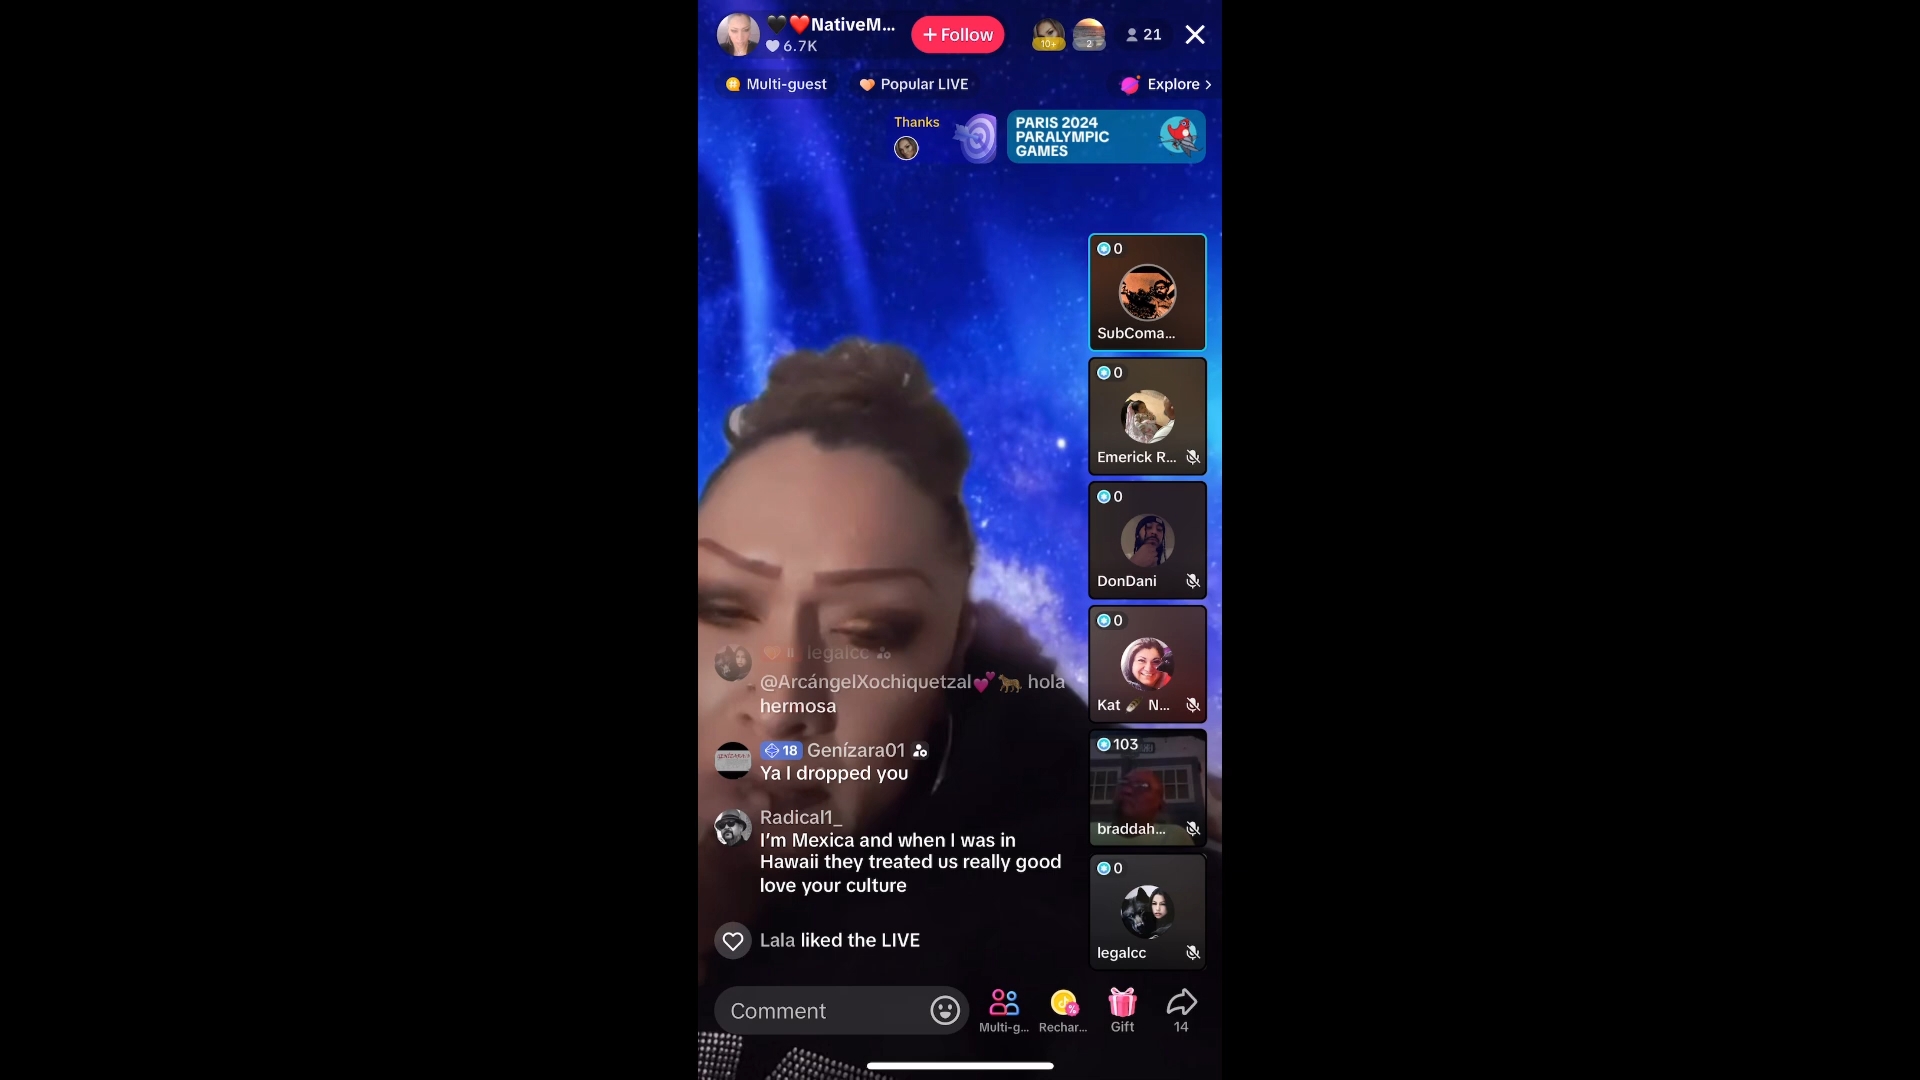 🖤❤️NativeM...
6.7K
+ Follow
10+
2
21
Multi-guest
Popular LIVE
Explore >
Thanks
PARIS 2024
PARALYMPIC
GAMES
0
SubComa...
0
Emerick R...
0
DonDani
0
Kat N...
103
braddah...
0
legalcc
II legalcc
@ArcángelXochiquetzal💕🐆 hola
hermosa
18 Genízara01
Ya I dropped you
Radical1_
I'm Mexica and when I was in
Hawaii they treated us really good
love your culture
Lala liked the LIVE
Comment
Multi-g...
Rechar...
Gift
14